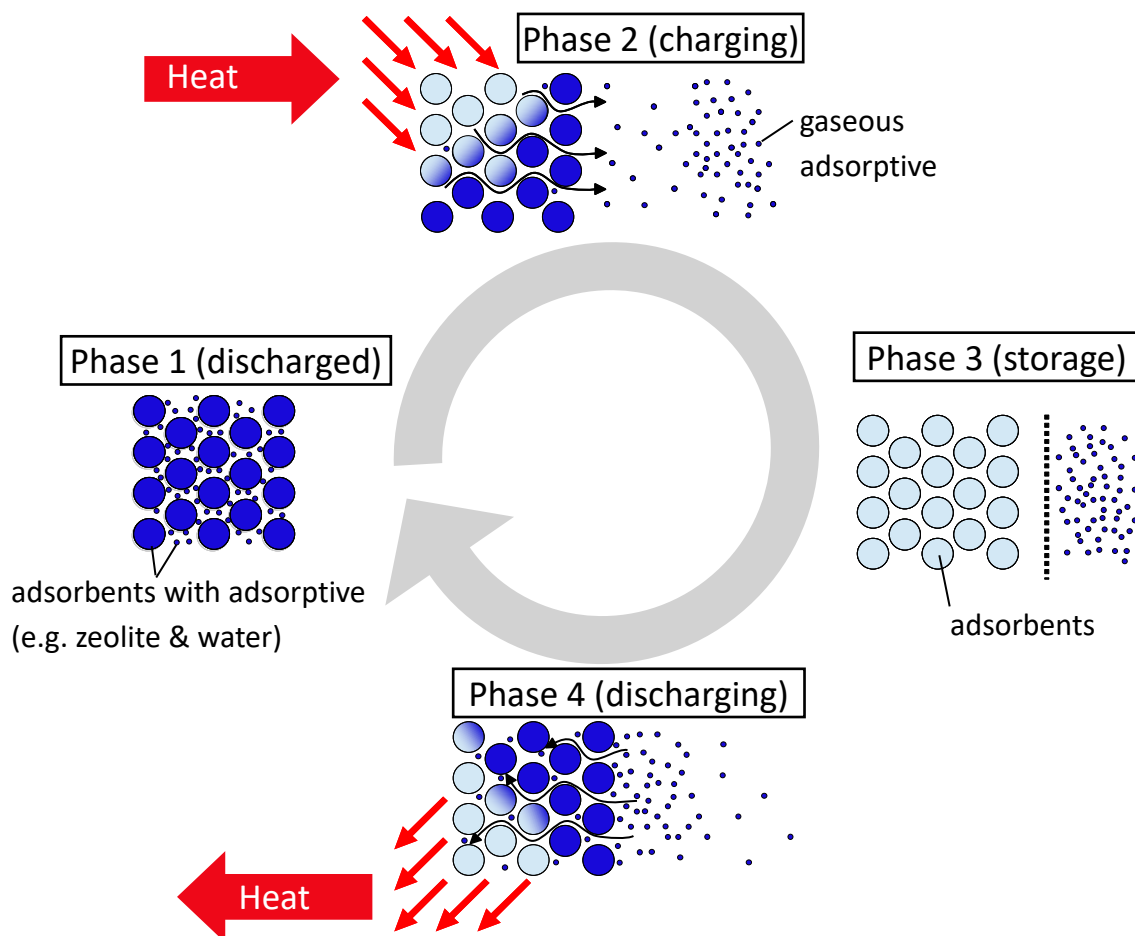 Phase 2 (charging)
Heat
gaseous
adsorptive
Phase 1 (discharged)
Phase 3 (storage)
adsorbents with adsorptive
(e.g. zeolite & water)
adsorbents
Phase 4 (discharging)
Heat